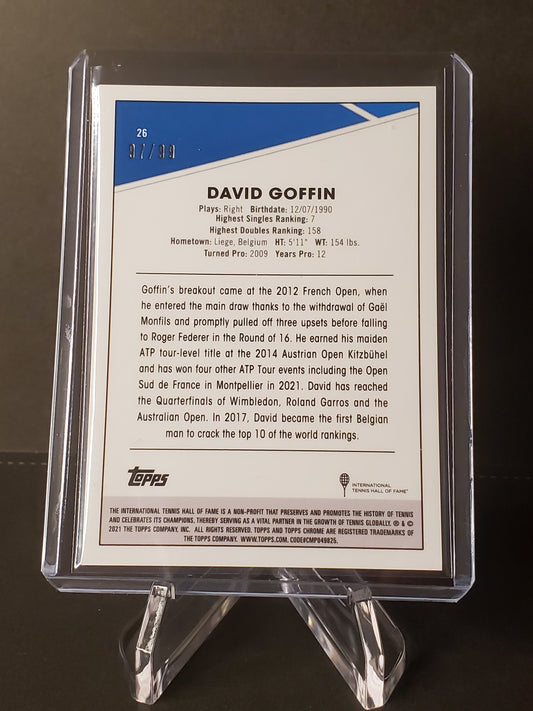 26
97/99
DAVID GOFFIN
Plays: Right Birthdate: 12/07/1990
Highest Singles Ranking: 7
Highest Doubles Ranking: 158
Hometown: Liege, Belgium HT: 5'11" WT: 154 lbs.
Turned Pro: 2009 Years Pro: 12
Goffin's breakout came at the 2012 French Open, when
he entered the main draw thanks to the withdrawal of Gaël
Monfils and promptly pulled off three upsets before falling
to Roger Federer in the Round of 16. He earned his maiden
ATP tour-level title at the 2014 Austrian Open Kitzbühel
and has won four other ATP Tour events including the Open
Sud de France in Montpellier in 2021. David has reached
the Quarterfinals of Wimbledon, Roland Garros and the
Australian Open. In 2017, David became the first Belgian
man to crack the top 10 of the world rankings.
Topps
INTERNATIONAL
TENNIS HALL OF FAME®
THE INTERNATIONAL TENNIS HALL OF FAME IS A NON-PROFIT THAT PRESERVES AND PROMOTES THE HISTORY OF TENNIS
AND CELEBRATES ITS CHAMPIONS, THEREBY SERVING AS A VITAL PARTNER IN THE GROWTH OF TENNIS GLOBALLY. ® & ©
2021 THE TOPPS COMPANY, INC. ALL RIGHTS RESERVED. TOPPS AND TOPPS CHROME ARE REGISTERED TRADEMARKS OF
THE TOPPS COMPANY. WWW.TOPPS.COM. CODE#CMP049825.